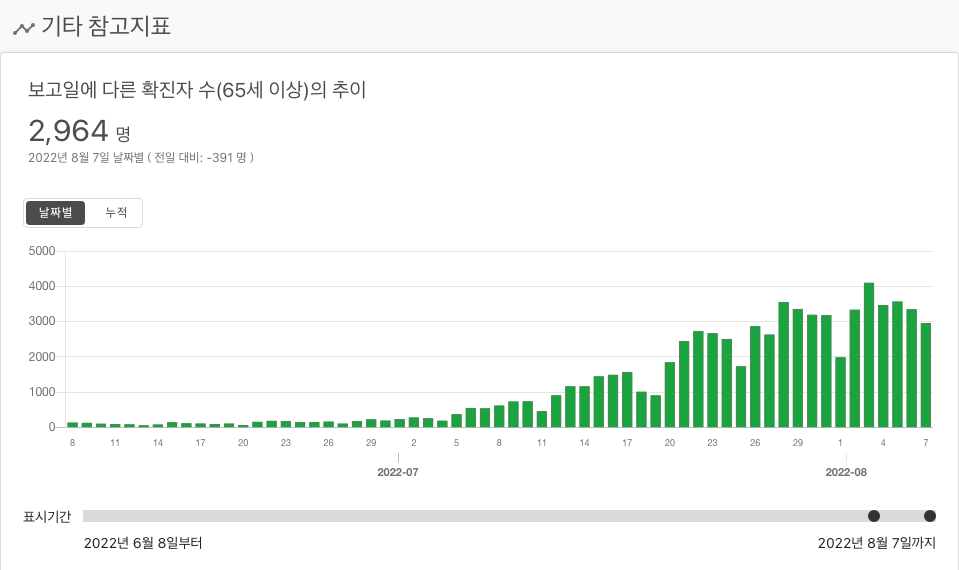 기타 참고지표
보고일에 다른 확진자 수(65세 이상)의 추이
2,964 명
2022년 8월 7일 날짜별 ( 전일 대비: -391 명 )
날짜별 누적
5000
4000
3000
2000
1000
0
8 11 14 17 20 23 26 29 2 5 8 11 14 17 20 23 26 29 1 4 7
2022-07 2022-08
표시기간
2022년 6월 8일부터 2022년 8월 7일까지